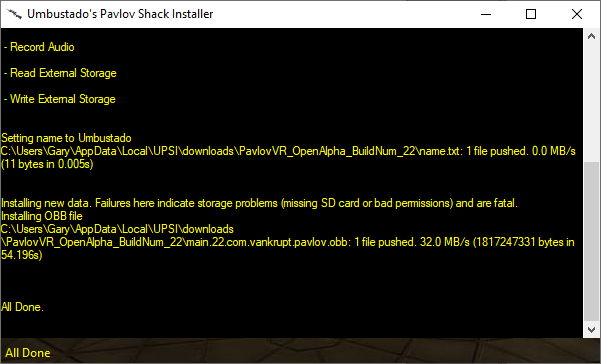 Umbustado's Pavlov Shack Installer
- Record Audio
- Read External Storage
- Write External Storage
Setting name to Umbustado
C:\Users\Gary\AppData\Local\UPSI\downloads\PavlovVR_OpenAlpha_BuildNum_22\name.txt: 1 file pushed. 0.0 MB/s
(11 bytes in 0.005s)
Installing new data. Failures here indicate storage problems (missing SD card or bad permissions) and are fatal.
Installing OBB file
C:\Users\Gary\AppData\Local\UPSI\downloads
\PavlovVR_OpenAlpha_BuildNum_22\main.22.com.vankrupt.pavlov.obb: 1 file pushed. 32.0 MB/s (1817247331 bytes in
54.196s)
All Done.
All Done